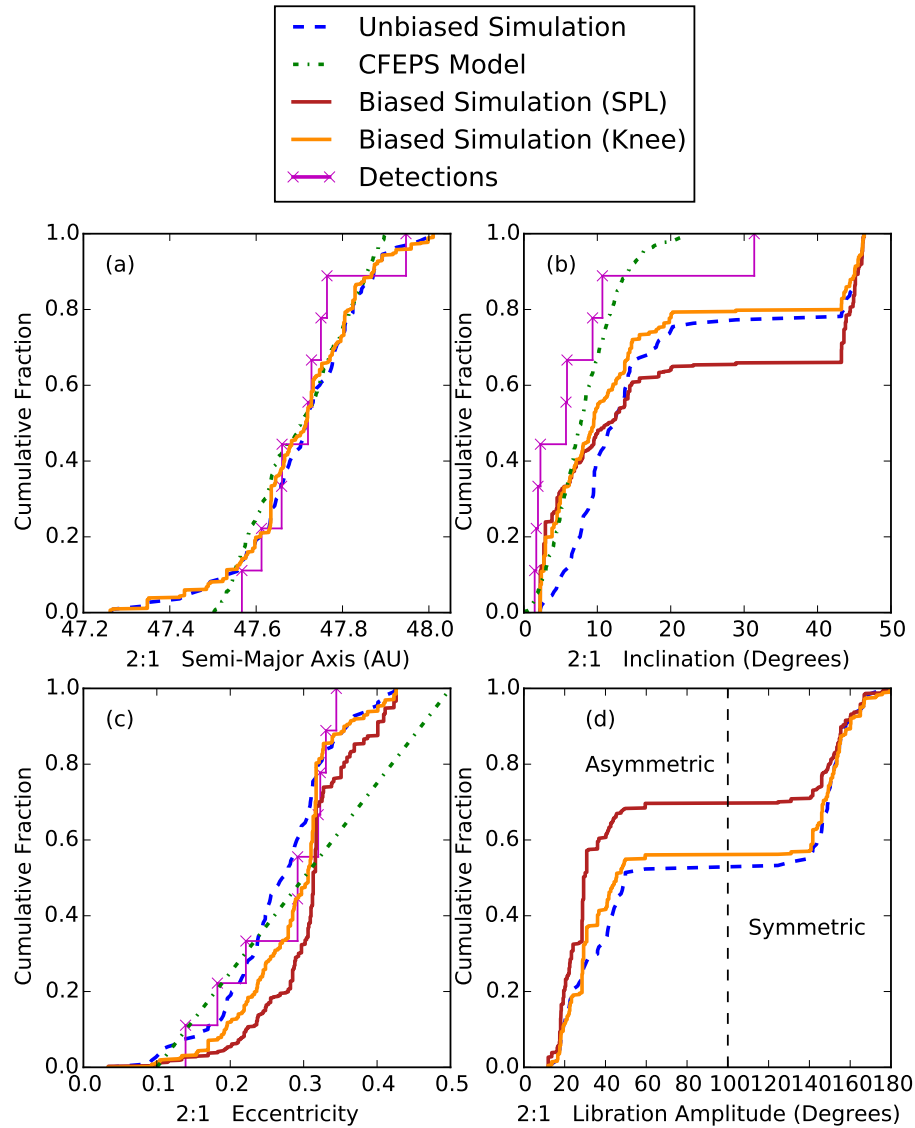 Unbiased Simulation
CFEPS Model
Biased Simulation (SPL)
Biased Simulation (Knee)
Detections
(a)
Cumulative Fraction
1.0
0.8
0.6
0.4
0.2
0.0
47.2 47.4 47.6 47.8 48.0
2:1 Semi-Major Axis (AU)
(b)
Cumulative Fraction
1.0
0.8
0.6
0.4
0.2
0.0
0 10 20 30 40 50
2:1 Inclination (Degrees)
(c)
Cumulative Fraction
1.0
0.8
0.6
0.4
0.2
0.0
0.0 0.1 0.2 0.3 0.4 0.5
2:1 Eccentricity
(d)
Asymmetric
Symmetric
Cumulative Fraction
1.0
0.8
0.6
0.4
0.2
0.0
0 20 40 60 80 100 120 140 160 180
2:1 Libration Amplitude (Degrees)